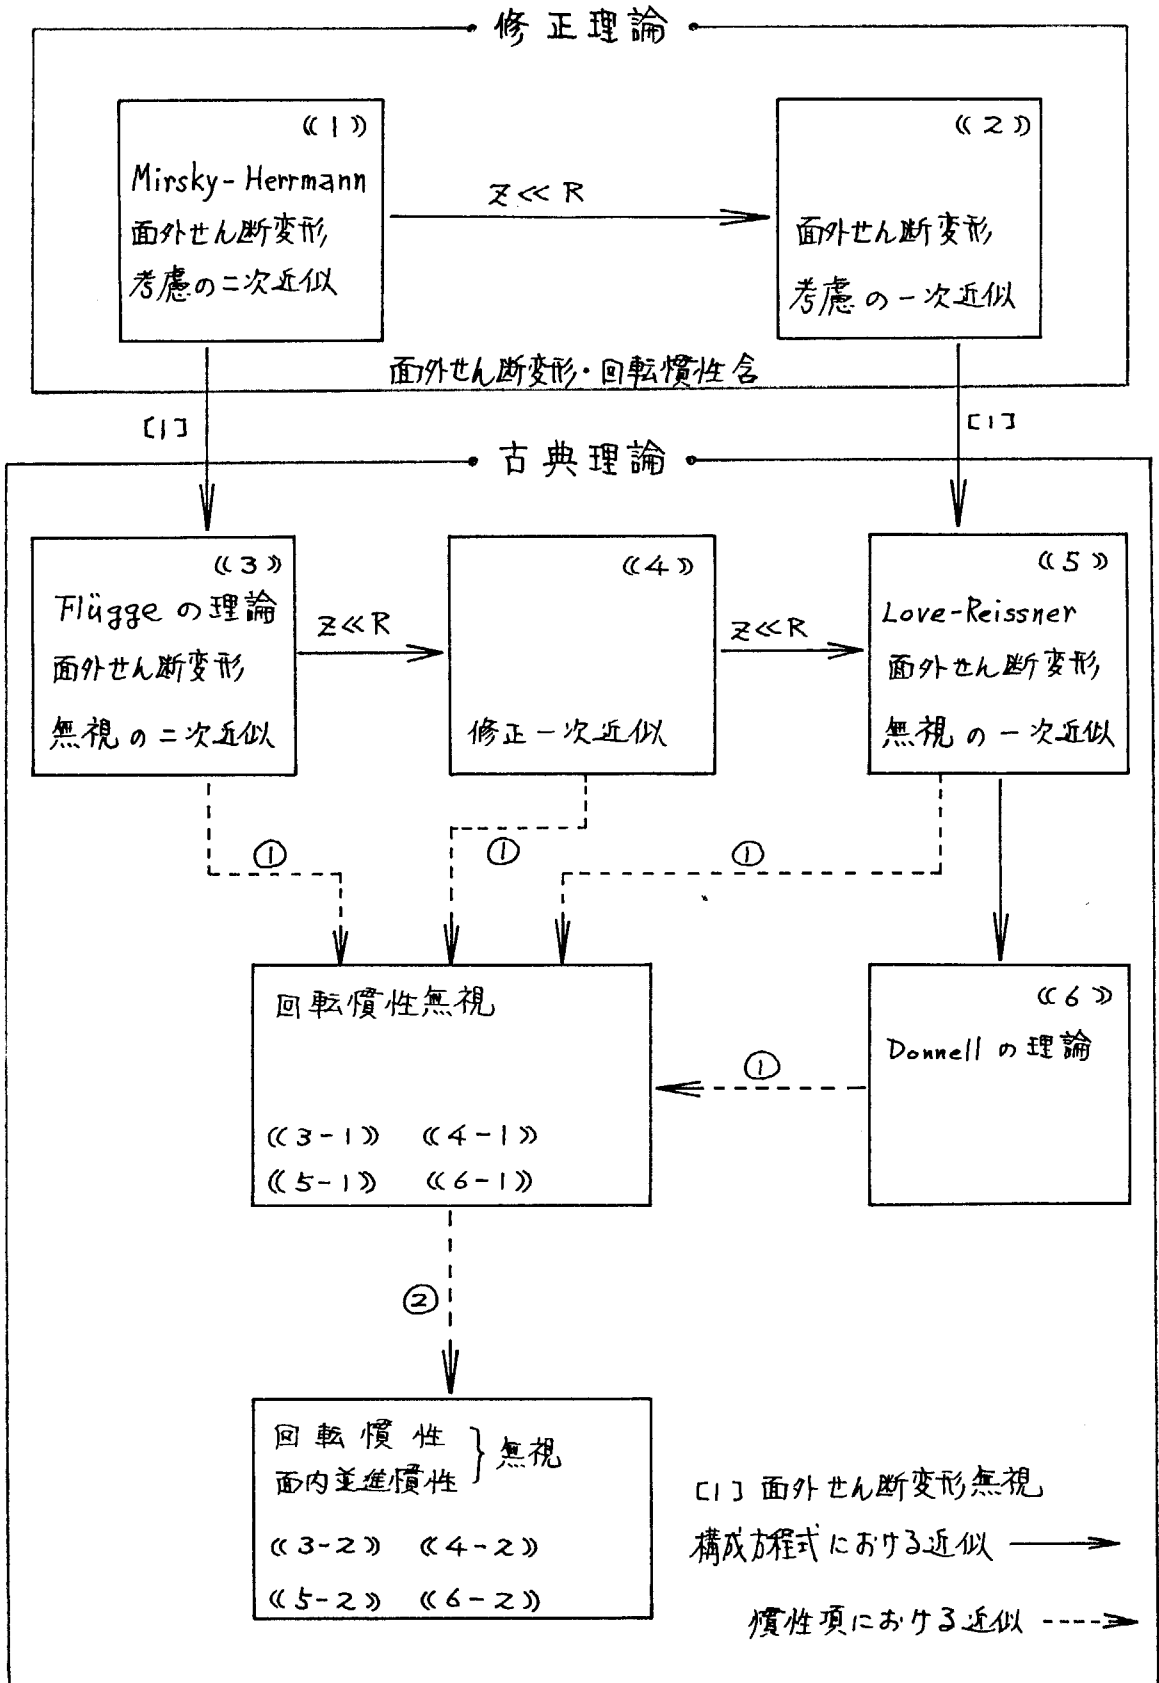 修正理論
《1》
Mirsky-Herrmann
面外せん断変形
考慮の二次近似
Z≪R
《2》
面外せん断変形
考慮の一次近似
面外せん断変形・回転慣性含
[1]
[1]
古典理論
《3》
Flüggeの理論
面外せん断変形
無視の二次近似
Z≪R
《4》
修正一次近似
Z≪R
《5》
Love-Reissner
面外せん断変形
無視の一次近似
①
①
①
回転慣性無視
《3-1》 《4-1》
《5-1》 《6-1》
①
《6》
Donnellの理論
②
回転慣性
面内並進慣性
}無視
《3-2》 《4-2》
《5-2》 《6-2》
[1] 面外せん断変形無視
構成方程式における近似
慣性項における近似